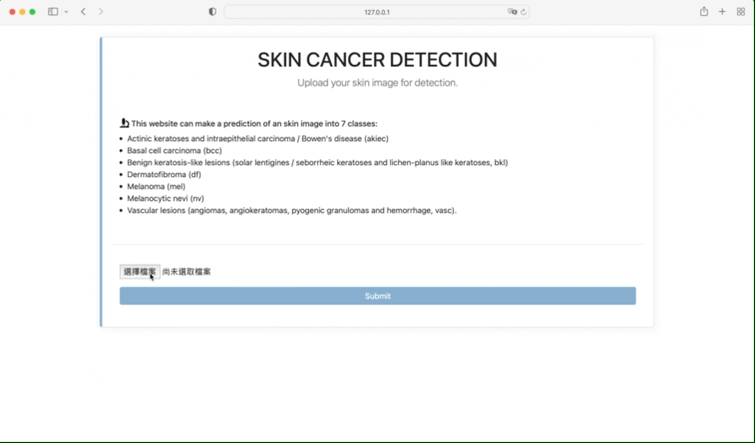 127.0.0.1
SKIN CANCER DETECTION
Upload your skin image for detection.
This website can make a prediction of an skin image into 7 classes:
• Actinic keratoses and intraepithelial carcinoma / Bowen's disease (akiec)
• Basal cell carcinoma (bcc)
• Benign keratosis-like lesions (solar lentigines / seborrheic keratoses and lichen-planus like keratoses, bkl)
• Dermatofibroma (df)
• Melanoma (mel)
• Melanocytic nevi (nv)
• Vascular lesions (angiomas, angiokeratomas, pyogenic granulomas and hemorrhage, vasc).
選擇檔案 尚未選取檔案
Submit